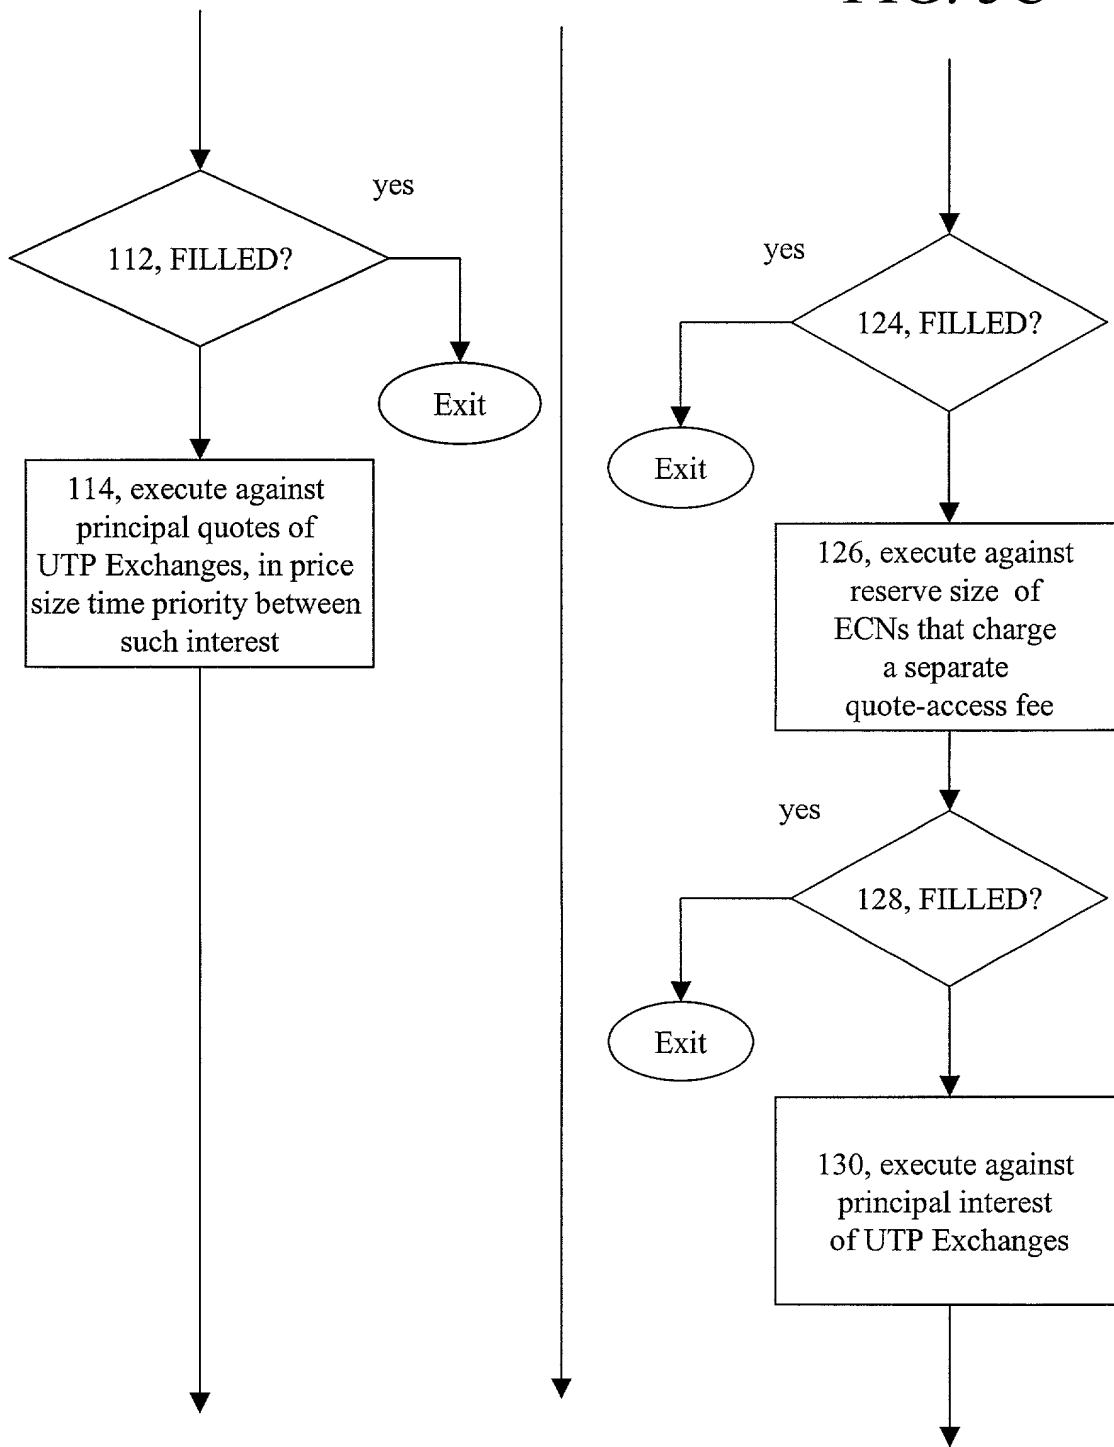 yes
112, FILLED?
Exit
114, execute against
principal quotes of
UTP Exchanges, in price
size time priority between
such interest
yes
124, FILLED?
Exit
126, execute against
reserve size of
ECNs that charge
a separate
quote-access fee
yes
128, FILLED?
Exit
130, execute against
principal interest
of UTP Exchanges